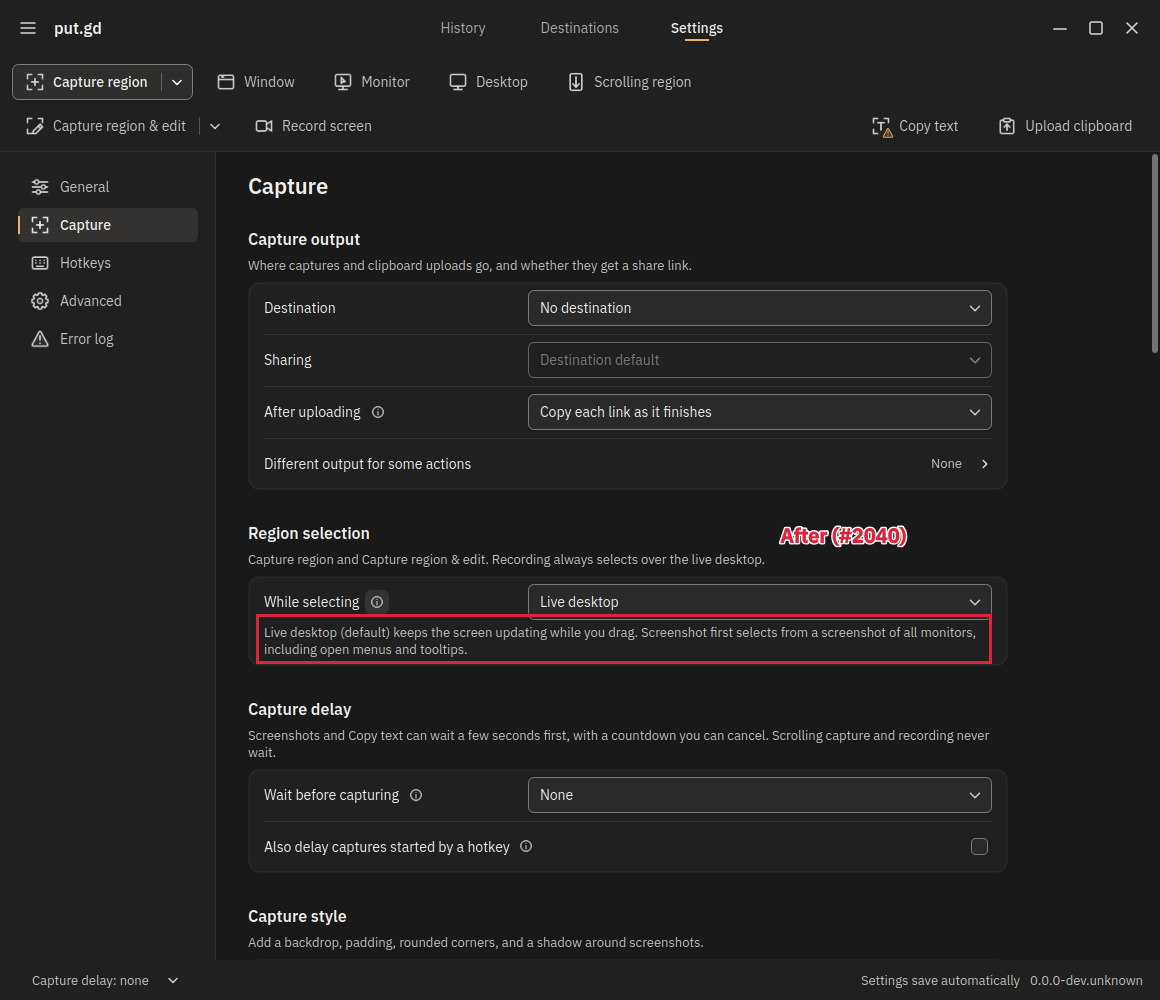 put.gd
History
Destinations
Settings
Capture region
Window
Monitor
Desktop
Scrolling region
Capture region & edit
Record screen
Copy text
Upload clipboard
General
Capture
Hotkeys
Advanced
Error log
Capture
Capture output
Where captures and clipboard uploads go, and whether they get a share link.
Destination
No destination
Sharing
Destination default
After uploading
Copy each link as it finishes
Different output for some actions
None
Region selection
After (#2040)
Capture region and Capture region & edit. Recording always selects over the live desktop.
While selecting
Live desktop
Live desktop (default) keeps the screen updating while you drag. Screenshot first selects from a screenshot of all monitors,
including open menus and tooltips.
Capture delay
Screenshots and Copy text can wait a few seconds first, with a countdown you can cancel. Scrolling capture and recording never
wait.
Wait before capturing
None
Also delay captures started by a hotkey
Capture style
Add a backdrop, padding, rounded corners, and a shadow around screenshots.
Capture delay: none
Settings save automatically
0.0.0-dev.unknown